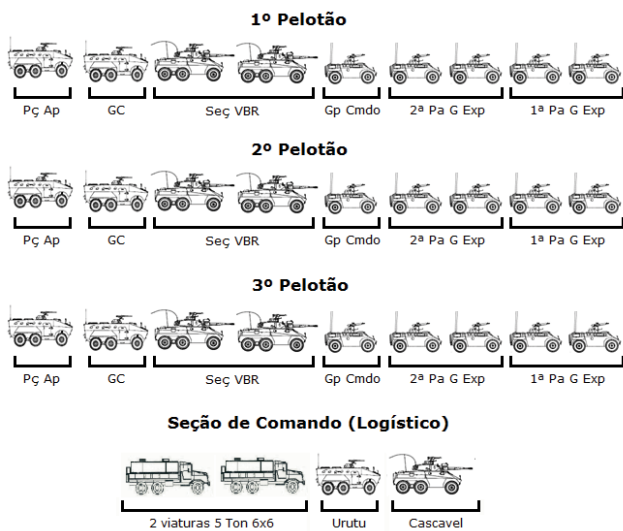 1º Pelotão
Pç Ap GC Seç VBR Gp Cmdo 2ª Pa G Exp 1ª Pa G Exp
2º Pelotão
Pç Ap GC Seç VBR Gp Cmdo 2ª Pa G Exp 1ª Pa G Exp
3º Pelotão
Pç Ap GC Seç VBR Gp Cmdo 2ª Pa G Exp 1ª Pa G Exp
Seção de Comando (Logístico)
2 viaturas 5 Ton 6x6 Urutu Cascavel